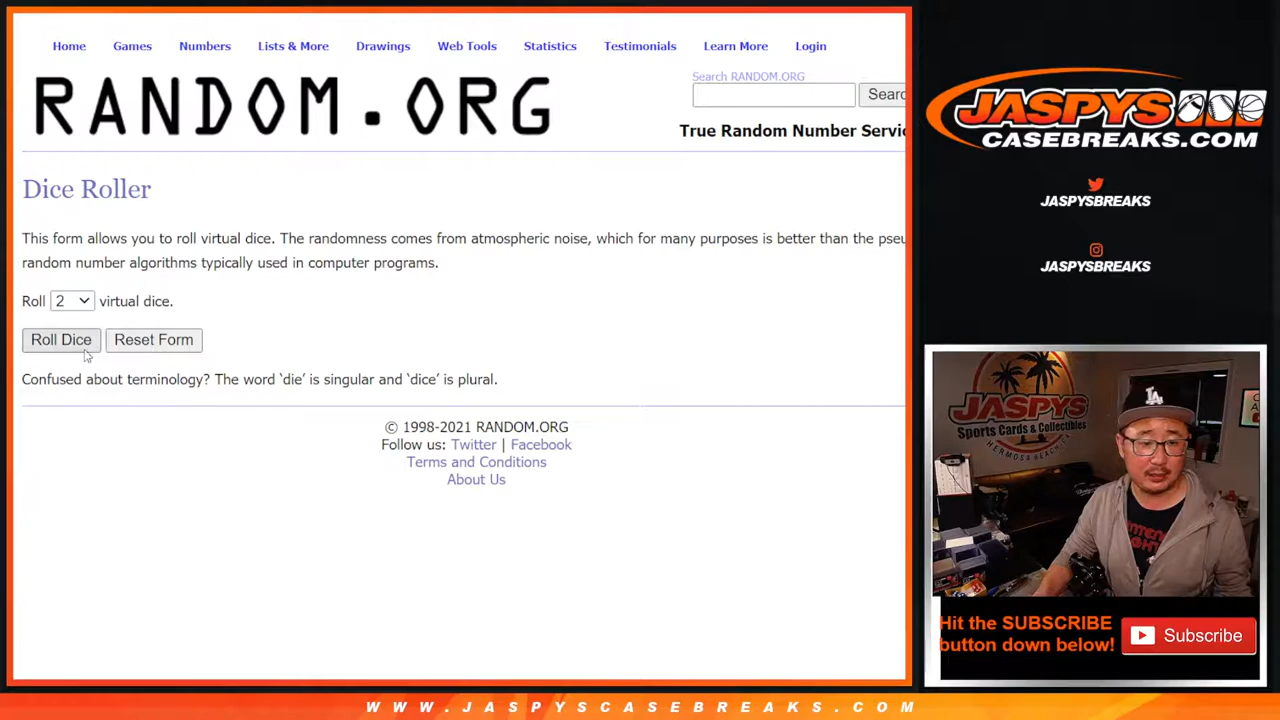 Home Games Numbers Lists & More Drawings Web Tools Statistics Testimonials Learn More Login
RANDOM.ORG
Search RANDOM.ORG
Searc
True Random Number Servic
Dice Roller
This form allows you to roll virtual dice. The randomness comes from atmospheric noise, which for many purposes is better than the pseu
random number algorithms typically used in computer programs.
Roll 2 virtual dice.
Roll Dice Reset Form
Confused about terminology? The word ‘die’ is singular and ‘dice’ is plural.
© 1998-2021 RANDOM.ORG
Follow us: Twitter | Facebook
Terms and Conditions
About Us
JASPYS
CASEBREAKS.COM
JASPYSBREAKS
JASPYSBREAKS
JASPYS
Sports Cards & Collectibles
HERMOSA BEACH, CA
LA
Hit the SUBSCRIBE
button down below!
Subscribe
WWW.JASPYSCASEBREAKS.COM